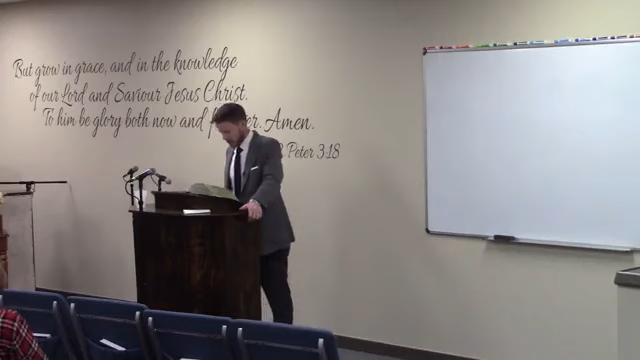 But grow in grace, and in the knowledge
of our Lord and Saviour Jesus Christ.
To him be glory both now and Amen.
Peter 3:18